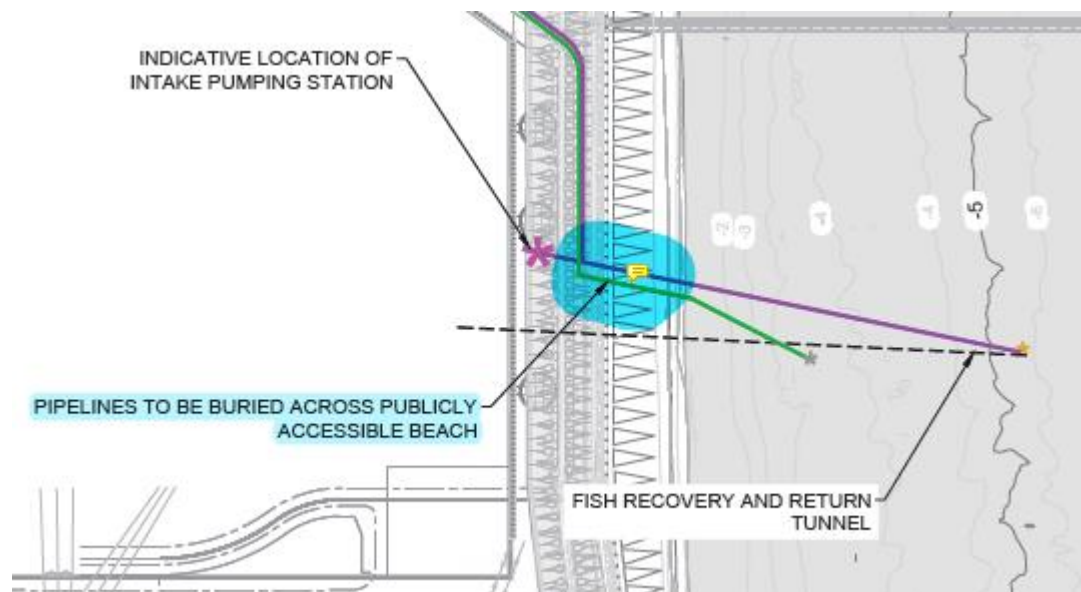 INDICATIVE LOCATION OF
INTAKE PUMPING STATION
-2
-3
-4
-4
-5
PIPELINES TO BE BURIED ACROSS PUBLICLY
ACCESSIBLE BEACH
FISH RECOVERY AND RETURN
TUNNEL